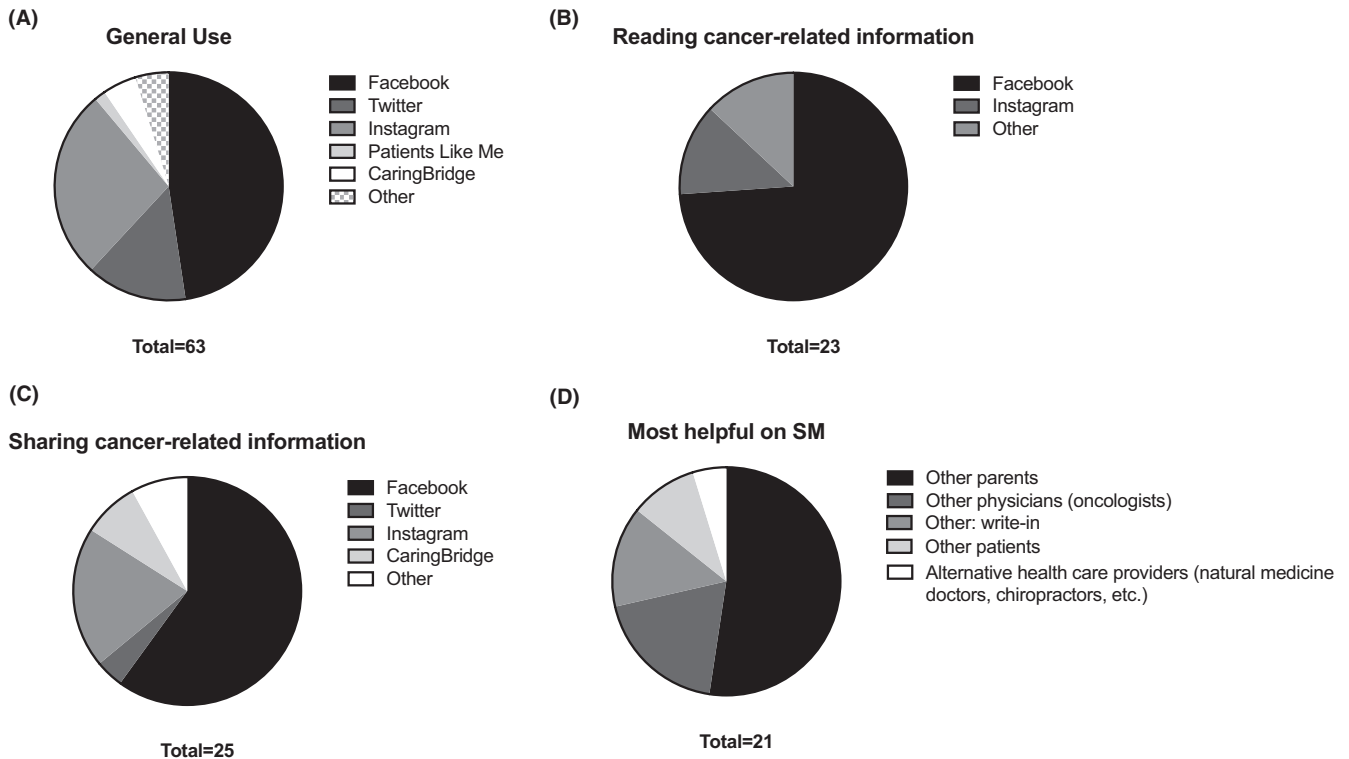 (A)
General Use
Facebook
Twitter
Instagram
Patients Like Me
CaringBridge
Other
Total=63
(B)
Reading cancer-related information
Facebook
Instagram
Other
Total=23
(C)
Sharing cancer-related information
Facebook
Twitter
Instagram
CaringBridge
Other
Total=25
(D)
Most helpful on SM
Other parents
Other physicians (oncologists)
Other: write-in
Other patients
Alternative health care providers (natural medicine
doctors, chiropractors, etc.)
Total=21